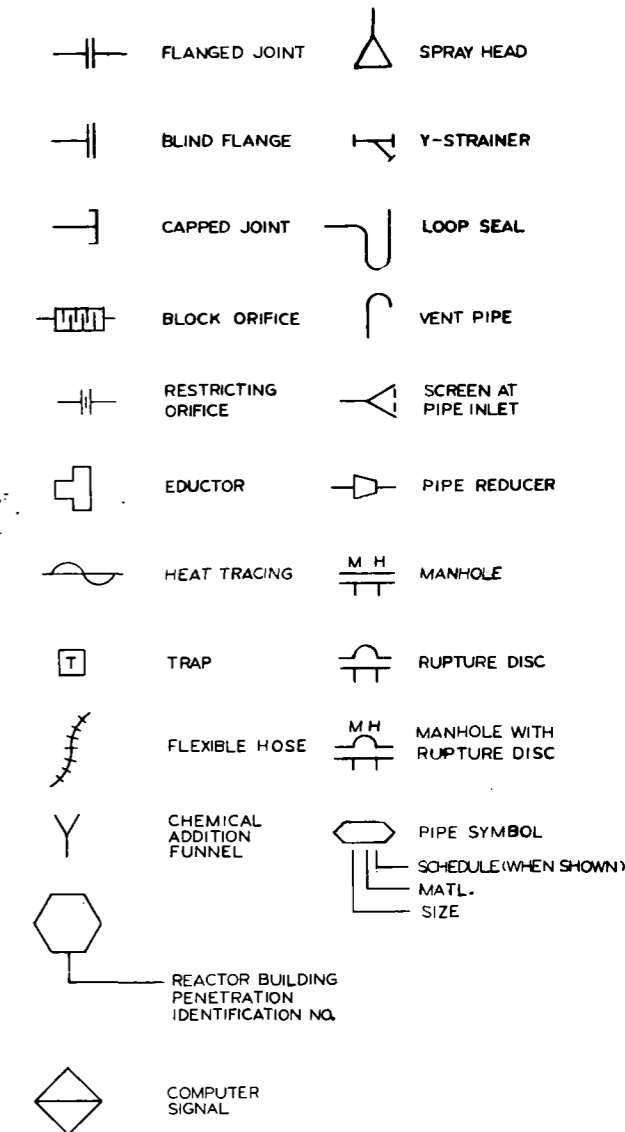 FLANGED JOINT
SPRAY HEAD
BLIND FLANGE
Y-STRAINER
CAPPED JOINT
LOOP SEAL
BLOCK ORIFICE
VENT PIPE
RESTRICTING
ORIFICE
SCREEN AT
PIPE INLET
EDUCTOR
PIPE REDUCER
HEAT TRACING
M H
MANHOLE
T
TRAP
RUPTURE DISC
FLEXIBLE HOSE
MH
MANHOLE WITH
RUPTURE DISC
CHEMICAL
ADDITION
FUNNEL
PIPE SYMBOL
SCHEDULE (WHEN SHOWN)
MATL.
SIZE
REACTOR BUILDING
PENETRATION
IDENTIFICATION NO.
COMPUTER
SIGNAL